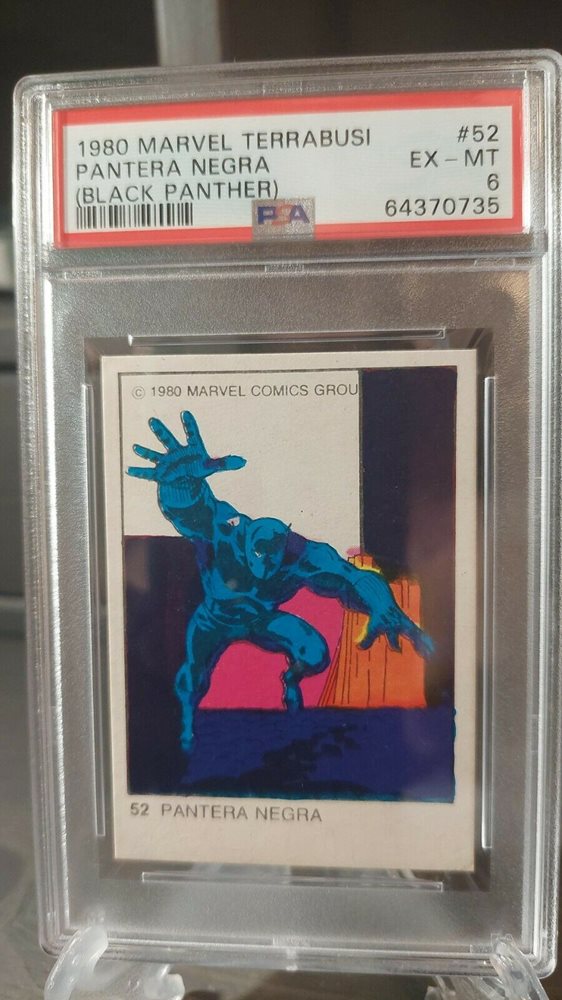 1980 MARVEL TERRABUSI #52
PANTERA NEGRA EX - MT
(BLACK PANTHER) 6
PSA 64370735
© 1980 MARVEL COMICS GROU
52 PANTERA NEGRA